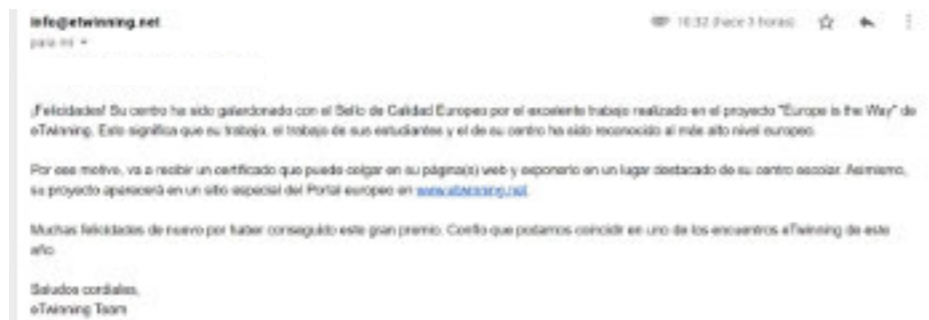 info@etwinning.net
10:32 (hace 3 horas)
para mí
¡Felicidades! Su centro ha sido galardonado con el Sello de Calidad Europeo por el excelente trabajo realizado en el proyecto "Europe is the Way" de
eTwinning. Esto significa que su trabajo, el trabajo de sus estudiantes y el de su centro ha sido reconocido al más alto nivel europeo.
Por ese motivo, va a recibir un certificado que puede colgar en su página(s) web y exponerlo en un lugar destacado de su centro escolar. Asimismo,
su proyecto aparecerá en un sitio especial del Portal europeo en www.etwinning.net.
Muchas felicidades de nuevo por haber conseguido este gran premio. Confío que podamos coincidir en uno de los encuentros eTwinning de este
año.
Saludos cordiales,
eTwinning Team